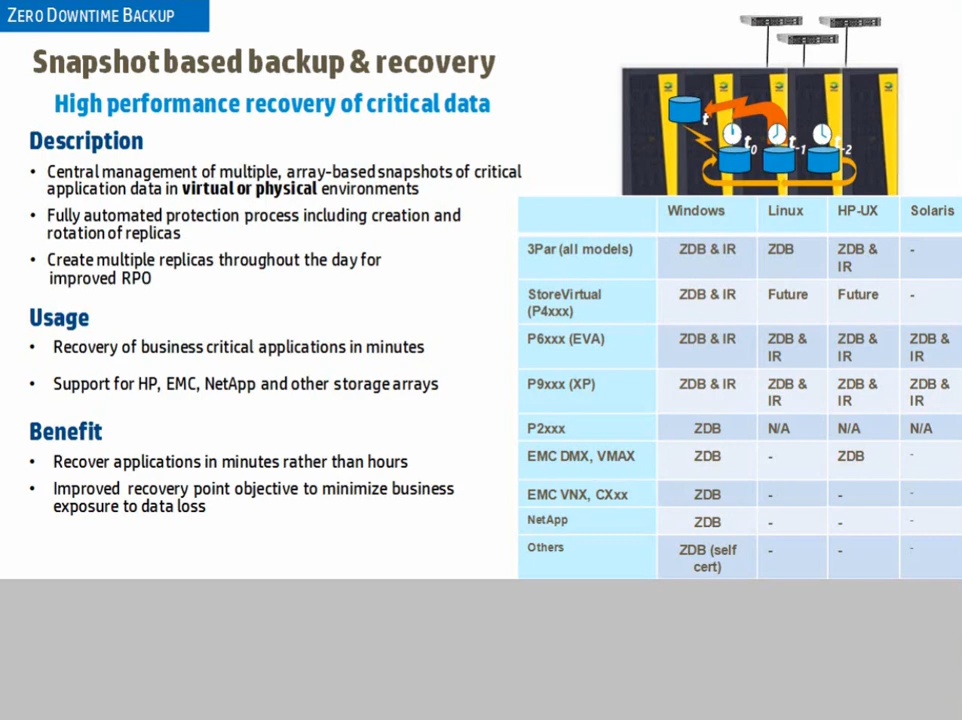 ZERO DOWNTIME BACKUP
Snapshot based backup & recovery
High performance recovery of critical data
Description
• Central management of multiple, array-based snapshots of critical
application data in virtual or physical environments
• Fully automated protection process including creation and
rotation of replicas
• Create multiple replicas throughout the day for
improved RPO
Usage
• Recovery of business critical applications in minutes
• Support for HP, EMC, NetApp and other storage arrays
Benefit
• Recover applications in minutes rather than hours
• Improved recovery point objective to minimize business
exposure to data loss
t
t0
t-1
t-2
Windows Linux HP-UX Solaris
3Par (all models) ZDB & IR ZDB ZDB & IR -
StoreVirtual (P4xxx) ZDB & IR Future Future -
P6xxx (EVA) ZDB & IR ZDB & IR ZDB & IR ZDB & IR
P9xxx (XP) ZDB & IR ZDB & IR ZDB & IR ZDB & IR
P2xxx ZDB N/A N/A N/A
EMC DMX, VMAX ZDB - ZDB -
EMC VNX, CXxx ZDB - - -
NetApp ZDB - - -
Others ZDB (self cert) - - -